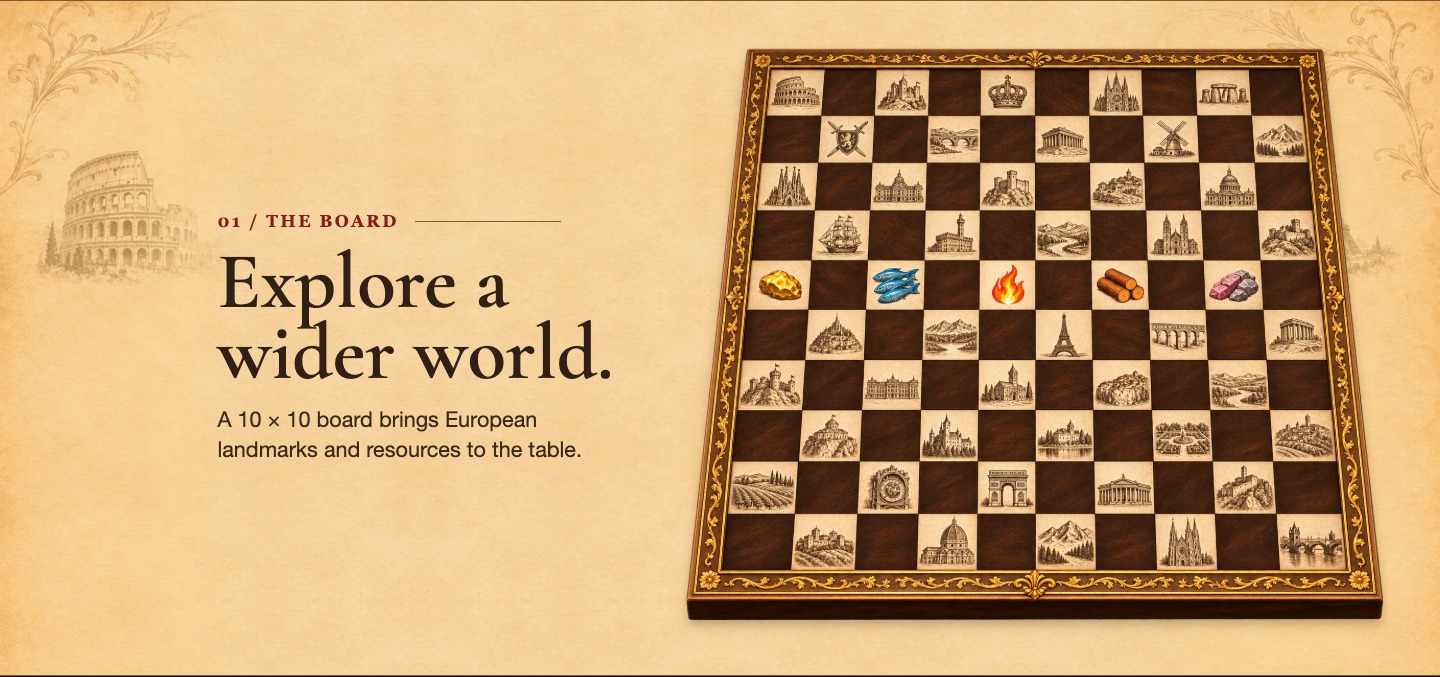 01 / THE BOARD
Explore a
wider world.
A 10 × 10 board brings European
landmarks and resources to the table.